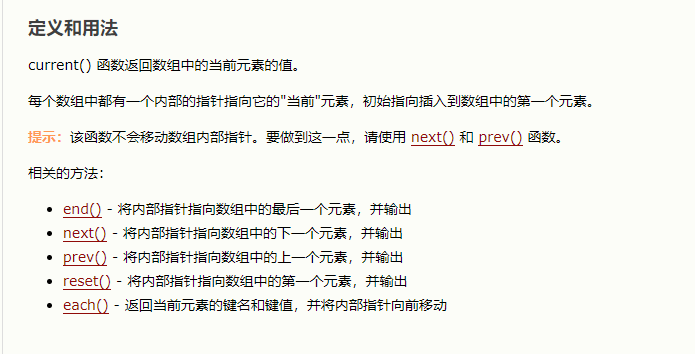 定义和用法
current() 函数返回数组中的当前元素的值。
每个数组中都有一个内部的指针指向它的"当前"元素，初始指向插入到数组中的第一个元素。
提示：该函数不会移动数组内部指针。要做到这一点，请使用 next() 和 prev() 函数。
相关的方法：
end() - 将内部指针指向数组中的最后一个元素，并输出
next() - 将内部指针指向数组中的下一个元素，并输出
prev() - 将内部指针指向数组中的上一个元素，并输出
reset() - 将内部指针指向数组中的第一个元素，并输出
each() - 返回当前元素的键名和键值，并将内部指针向前移动